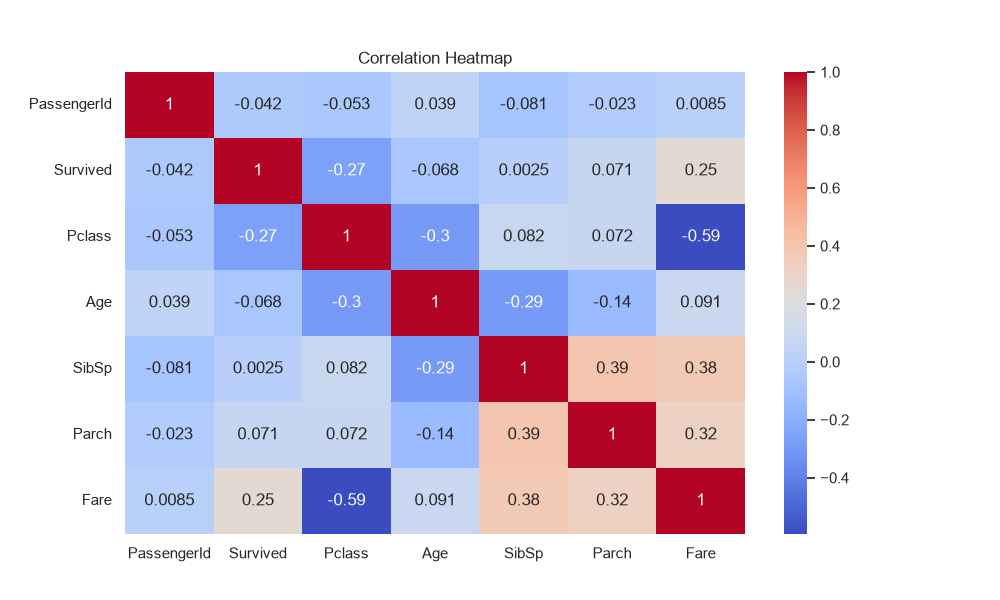 Correlation Heatmap
PassengerId 1 -0.042 -0.053 0.039 -0.081 -0.023 0.0085
Survived -0.042 1 -0.27 -0.068 0.0025 0.071 0.25
Pclass -0.053 -0.27 1 -0.3 0.082 0.072 -0.59
Age 0.039 -0.068 -0.3 1 -0.29 -0.14 0.091
SibSp -0.081 0.0025 0.082 -0.29 1 0.39 0.38
Parch -0.023 0.071 0.072 -0.14 0.39 1 0.32
Fare 0.0085 0.25 -0.59 0.091 0.38 0.32 1
PassengerId Survived Pclass Age SibSp Parch Fare
1.0
0.8
0.6
0.4
0.2
0.0
−0.2
−0.4